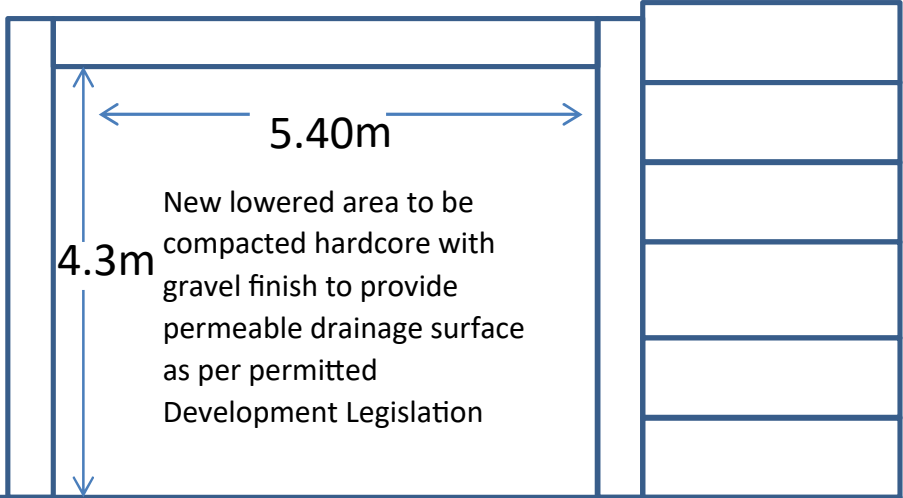 5.40m
New lowered area to be
compacted hardcore with
4.3m
gravel finish to provide
permeable drainage surface
as per permitted
Development Legislation